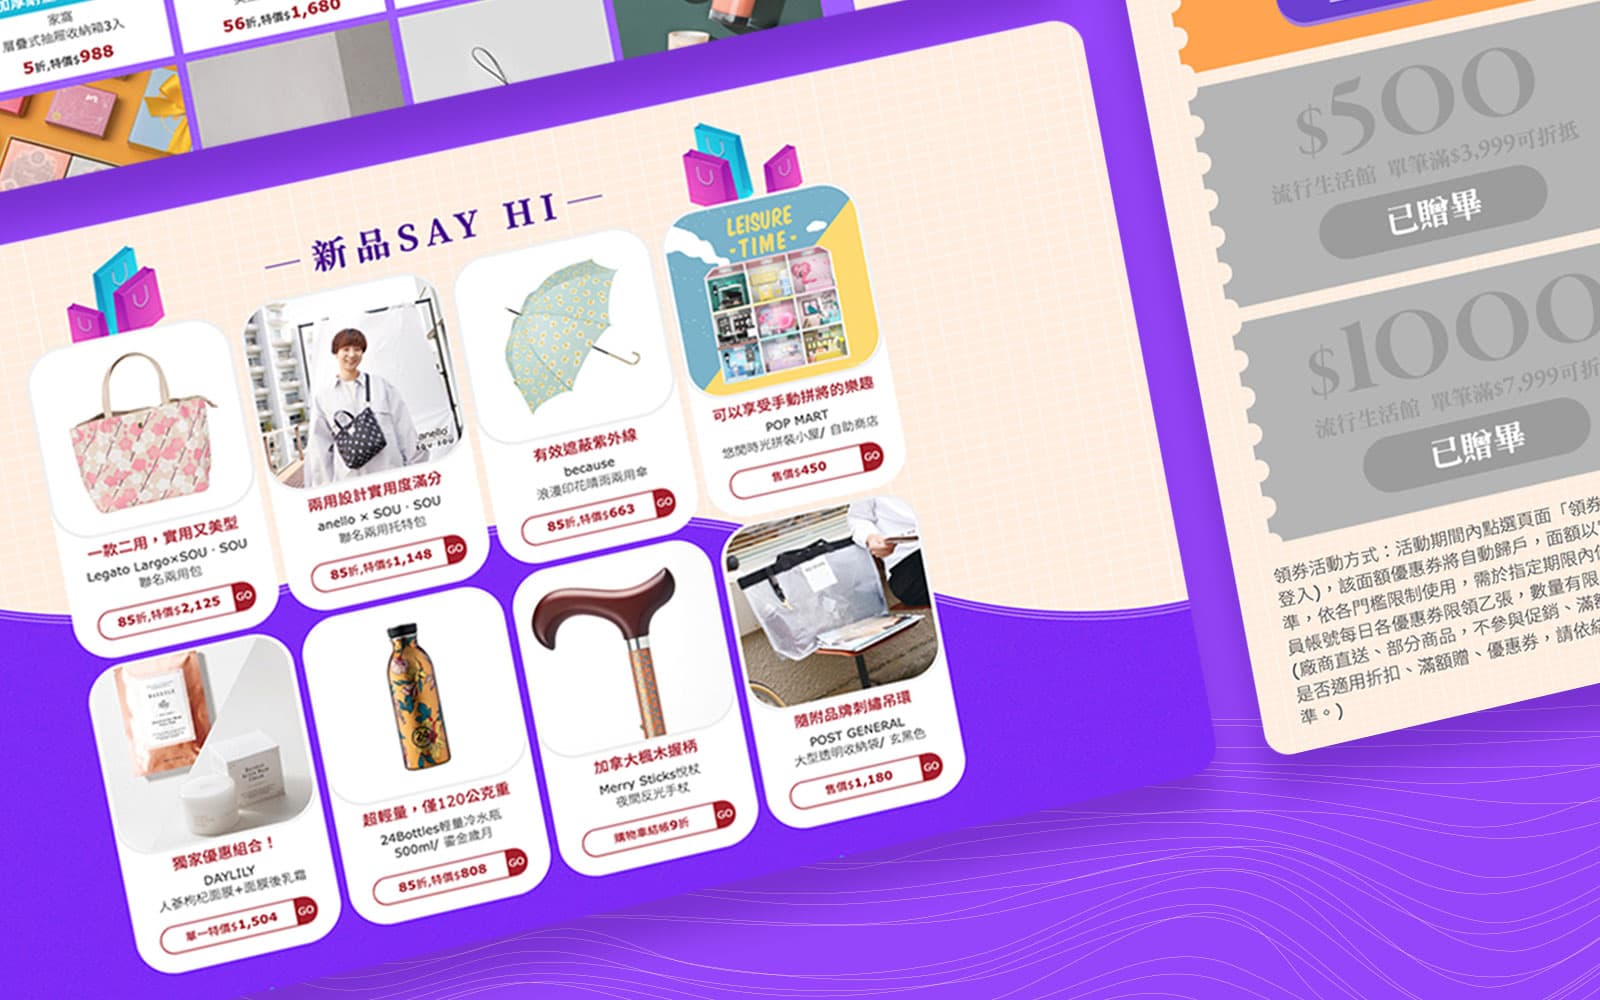 家窩
層疊式抽屜收納箱3入
5折,特價$988
56折,特價$1,680
新品SAY HI
一款二用，實用又美型
Legato Largo×SOU・SOU
聯名兩用包
85折,特價$2,125
GO
anello
SOU·SOU
兩用設計實用度滿分
anello × SOU・SOU
聯名兩用托特包
85折,特價$1,148
GO
有效遮蔽紫外線
because
浪漫印花晴雨兩用傘
85折,特價$663
GO
LEISURE
-TIME-
可以享受手動拼將的樂趣
POP MART
悠閒時光拼裝小屋/ 自助商店
售價$450
GO
DAYLILY
獨家優惠組合！
DAYLILY
人蔘枸杞面膜+面膜後乳霜
單一特價$1,504
GO
24
超輕量，僅120公克重
24Bottles輕量冷水瓶
500ml/ 鎏金歲月
85折,特價$808
GO
加拿大楓木握柄
Merry Sticks悅杖
夜間反光手杖
購物車結帳9折
GO
隨附品牌刺繡吊環
POST GENERAL
大型透明收納袋/ 玄黑色
售價$1,180
GO
$500
流行生活館 單筆滿$3,999可折抵
已贈畢
$1000
流行生活館 單筆滿$7,999可折
已贈畢
領券活動方式：活動期間內點選頁面「領券
登入)，該面額優惠券將自動歸戶，面額以
準，依各門檻限制使用，需於指定期限內
員帳號每日各優惠券限領乙張，數量有限
(廠商直送、部分商品，不參與促銷、滿
是否適用折扣、滿額贈、優惠券，請依
準。)